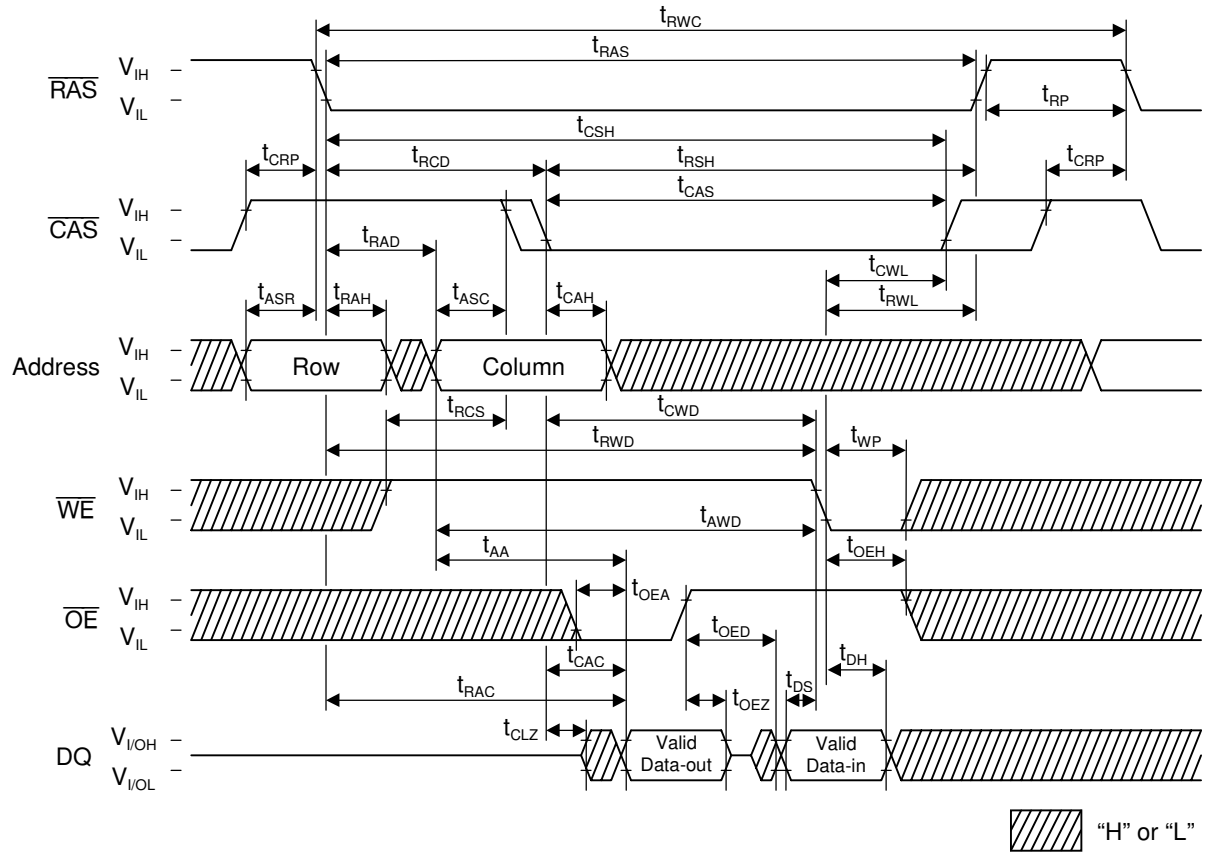 tRWC
tRAS
RAS VIH
VIL
tRP
tCSH
tCRP tRCD tRSH tCRP
tCAS
CAS VIH
VIL
tRAD
tCWL
tASR tRAH tASC tCAH tRWL
Address VIH
VIL
Row Column
tRCS tCWD
tRWD tWP
WE VIH
VIL
tAWD
tAA tOEH
tOEA
OE VIH
VIL
tOED
tCAC tDH
tRAC tOEZ tDS
tCLZ
DQ VI/OH
VI/OL
Valid Data-out
Valid Data-in
“H” or “L”